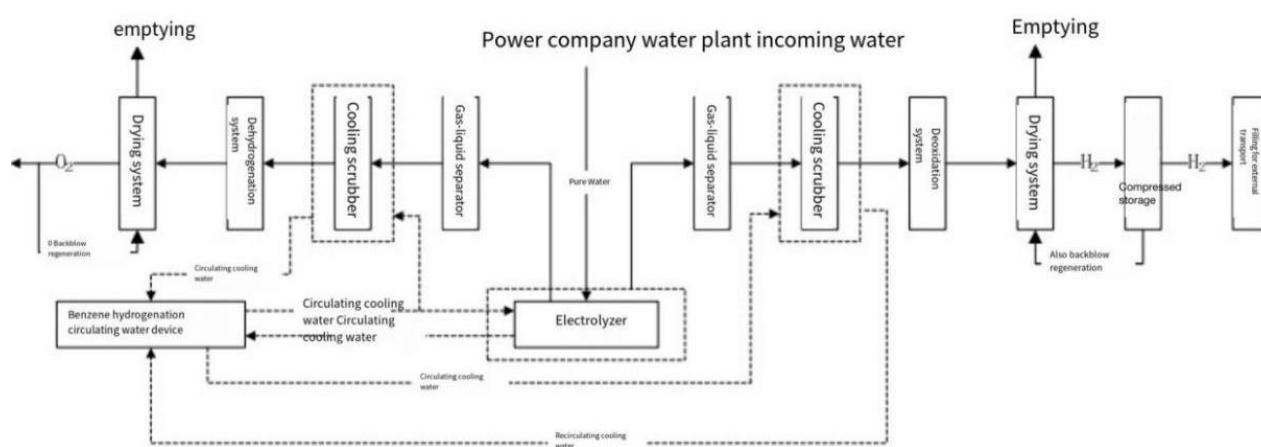 emptying
Emptying
Power company water plant incoming water
Drying system
Dehydrogenation
system
Cooling scrubber
Gas-liquid separator
Pure Water
Gas-liquid separator
Cooling scrubber
Deoxidation
system
Drying system
Compressed
storage
Filling for external
transport
O₂
H₂
H₂
0 Backblow
regeneration
Also backblow
regeneration
Circulating cooling
water
Benzene hydrogenation
circulating water device
Circulating cooling
water Circulating
cooling water
Electrolyzer
Circulating cooling
water
Recirculating cooling
water